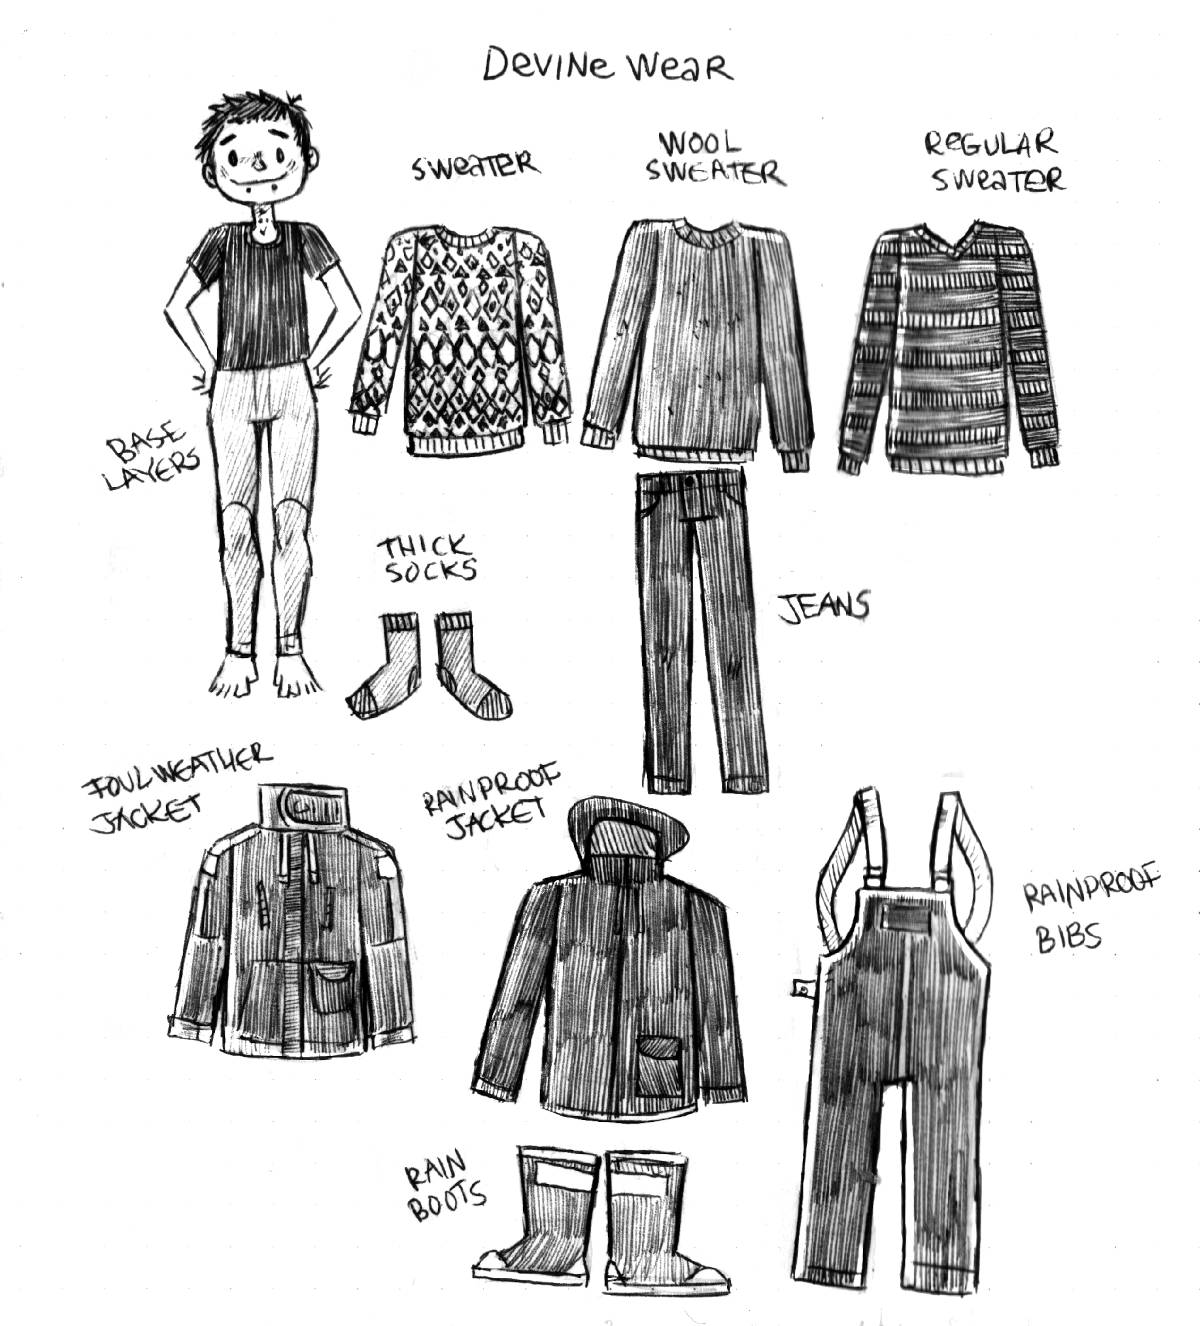 DEVINE WEAR
SWEATER
WOOL
SWEATER
REGULAR
SWEATER
BASE
LAYERS
THICK
SOCKS
JEANS
FOULWEATHER
JACKET
RAINPROOF
JACKET
RAINPROOF
BIBS
RAIN
BOOTS